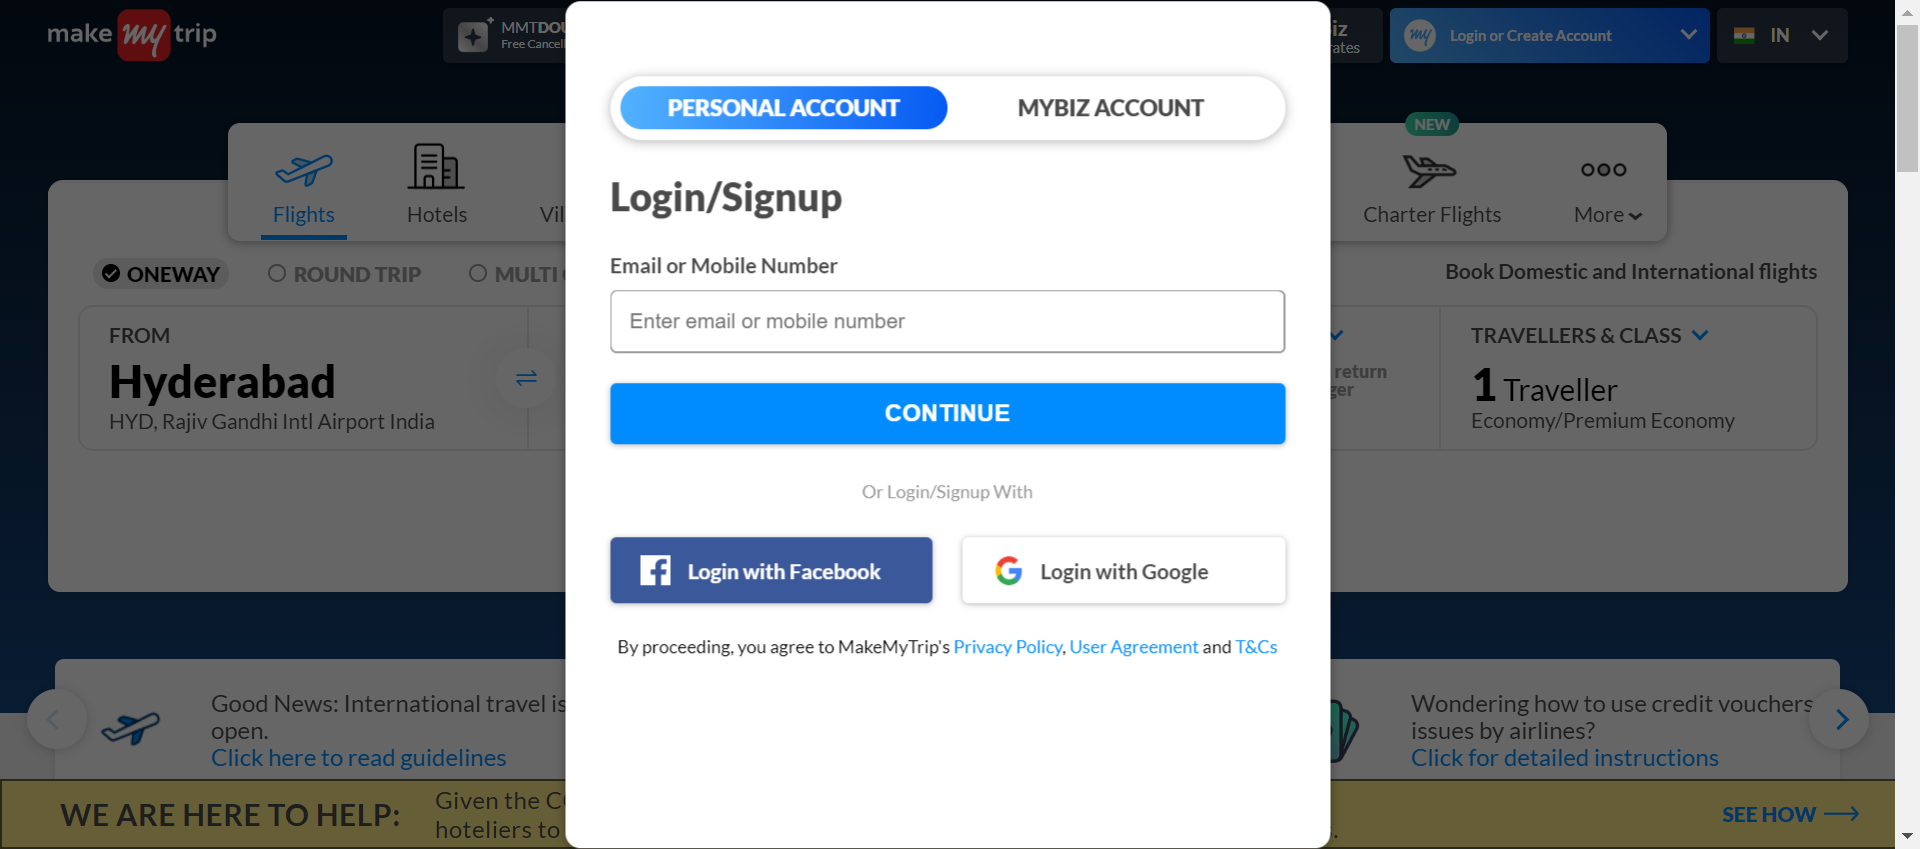 make my trip
MMTDOU
Free Cancell
iz
rates
my
Login or Create Account
IN
PERSONAL ACCOUNT
MYBIZ ACCOUNT
NEW
Flights
Hotels
Vil
Charter Flights
More
Login/Signup
ONEWAY
ROUND TRIP
MULTI
Book Domestic and International flights
Email or Mobile Number
Enter email or mobile number
FROM
Hyderabad
HYD, Rajiv Gandhi Intl Airport India
return
ger
TRAVELLERS & CLASS
1 Traveller
Economy/Premium Economy
CONTINUE
Or Login/Signup With
Login with Facebook
Login with Google
By proceeding, you agree to MakeMyTrip's Privacy Policy, User Agreement and T&Cs
Good News: International travel is
open.
Click here to read guidelines
Wondering how to use credit vouchers
issues by airlines?
Click for detailed instructions
WE ARE HERE TO HELP:
Given the C
hoteliers to
SEE HOW